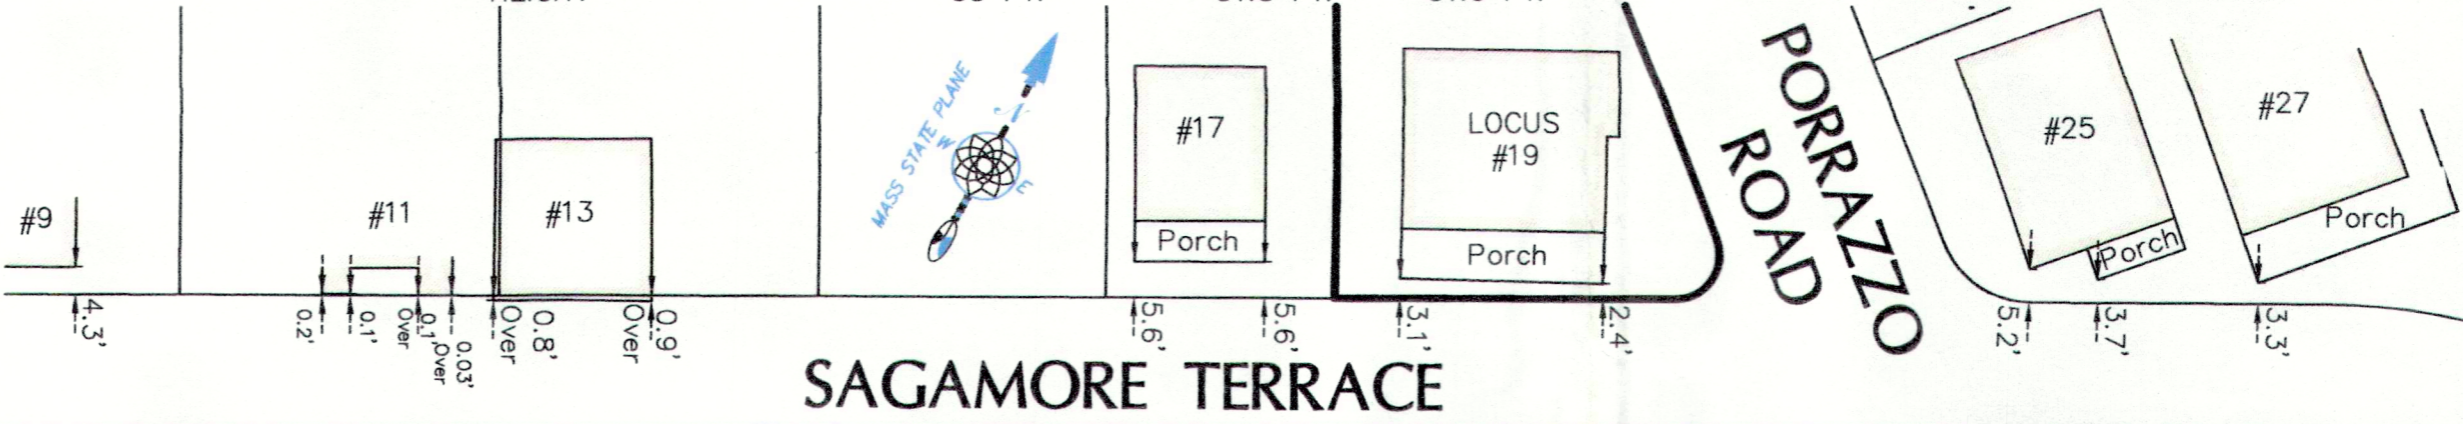 MASS STATE PLANE
W
E
#9
#11
#13
#17
Porch
LOCUS
#19
Porch
PORRAZZO
ROAD
#25
Porch
#27
Porch
4.3'
0.2'
0.1'
Over
0.1'
Over
0.03'
Over
0.8'
Over
0.9'
5.6'
5.6'
3.1'
2.4'
5.2'
3.7'
3.3'
SAGAMORE TERRACE